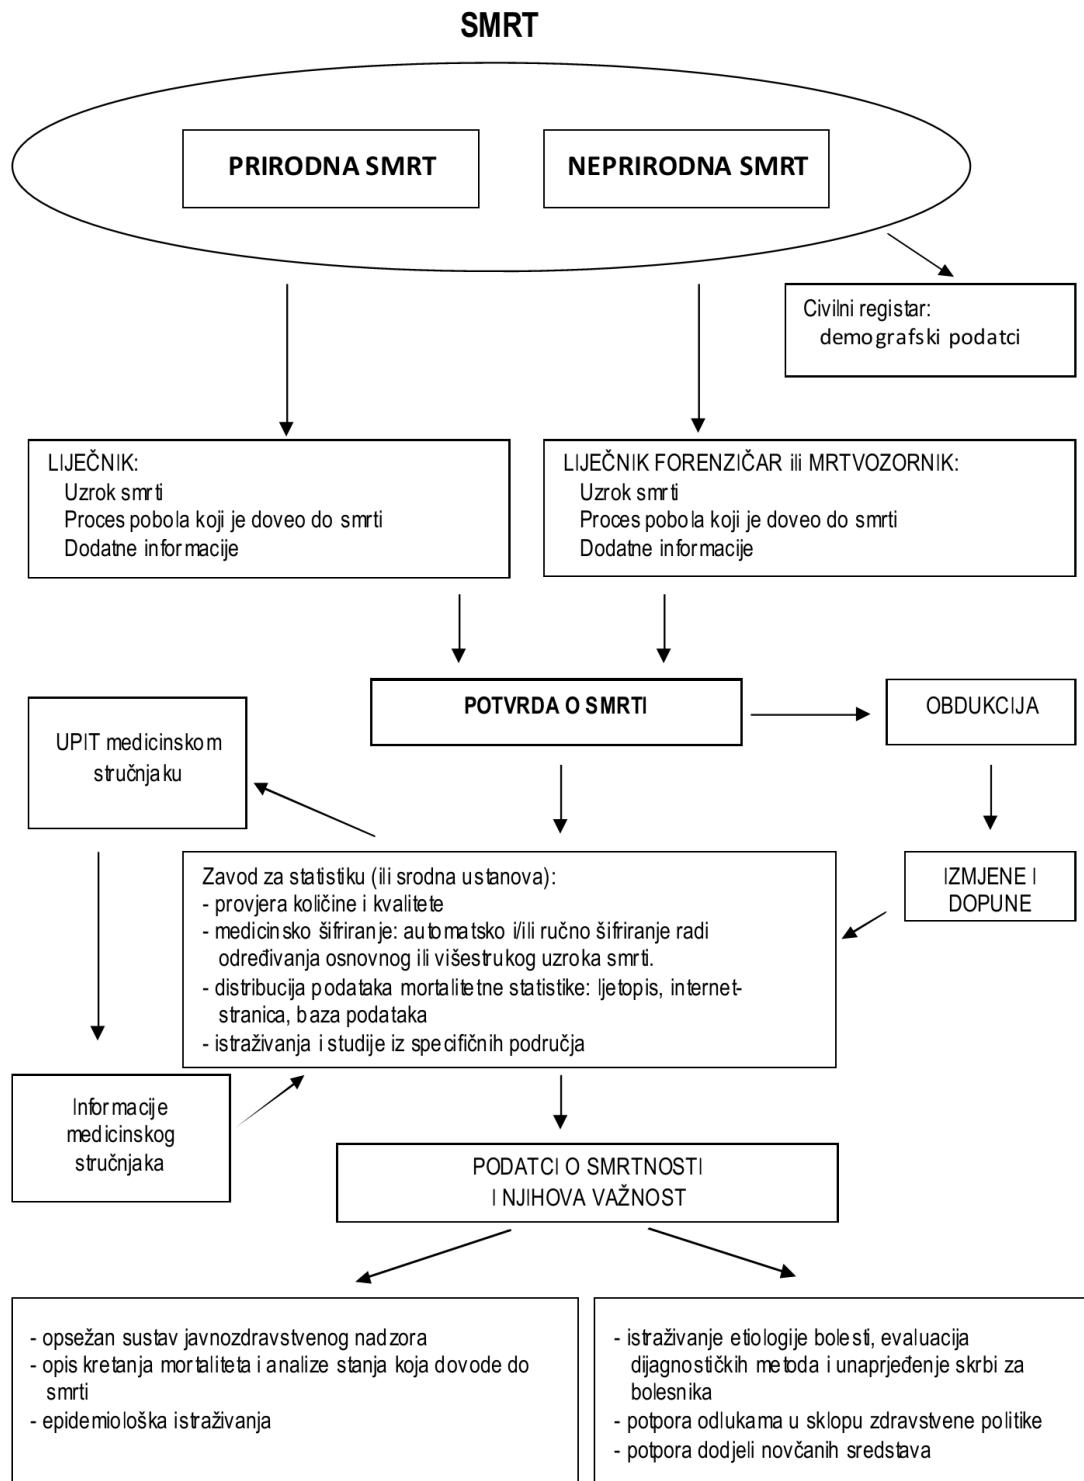 SMRT
PRIRODNA SMRT
NEPRIRODNA SMRT
Civilni registar:
demografski podatci
LIJEČNIK:
Uzrok smrti
Proces pobola koji je doveo do smrti
Dodatne informacije
LIJEČNIK FORENZIČAR ili MRTVOZORNIK:
Uzrok smrti
Proces pobola koji je doveo do smrti
Dodatne informacije
POTVRDA O SMRTI
OBDUKCIJA
UPIT medicinskom
stručnjaku
Zavod za statistiku (ili srodna ustanova):
- provjera količine i kvalitete
- medicinsko šifriranje: automatsko i/ili ručno šifriranje radi
određivanja osnovnog ili višestrukog uzroka smrti.
- distribucija podataka mortalitetne statistike: ljetopis, internet-
stranica, baza podataka
- istraživanja i studije iz specifičnih područja
IZMJENE I
DOPUNE
Informacije
medicinskog
stručnjaka
PODATCI O SMRTNOSTI
I NJIHOVA VAŽNOST
- opsežan sustav javnozdravstvenog nadzora
- opis kretanja mortaliteta i analize stanja koja dovode do
smrti
- epidemiološka istraživanja
- istraživanje etiologije bolesti, evaluacija
dijagnostičkih metoda i unaprjeđenje skrbi za
bolesnika
- potpora odlukama u sklopu zdravstvene politike
- potpora dodjeli novčanih sredstava